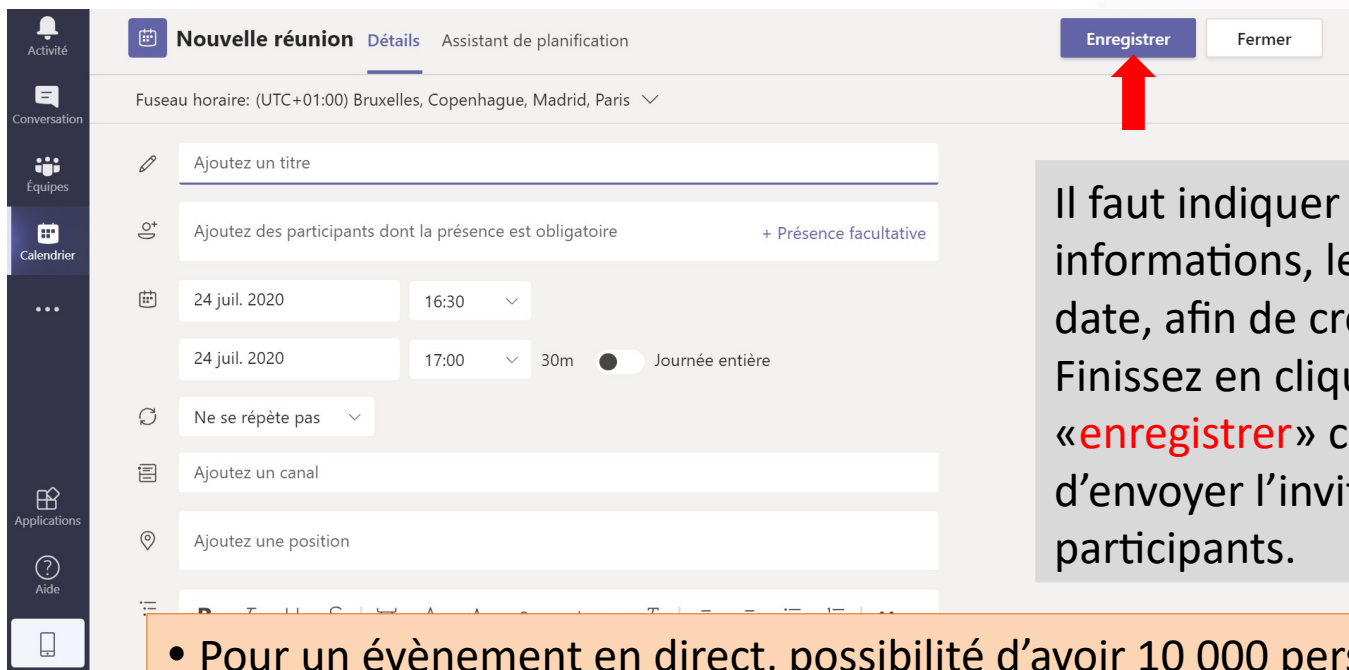 Activité
Conversation
Équipes
Calendrier
Applications
Aide
Nouvelle réunion Détails Assistant de planification
Enregistrer Fermer
Fuseau horaire: (UTC+01:00) Bruxelles, Copenhague, Madrid, Paris
Ajoutez un titre
Ajoutez des participants dont la présence est obligatoire + Présence facultative
24 juil. 2020 16:30
24 juil. 2020 17:00 30m Journée entière
Ne se répète pas
Ajoutez un canal
Ajoutez une position
Il faut indiquer
informations, le
date, afin de cr
Finissez en cliqu
«enregistrer» c
d’envoyer l’invi
participants.
• Pour un évènement en direct, possibilité d’avoir 10 000 pers